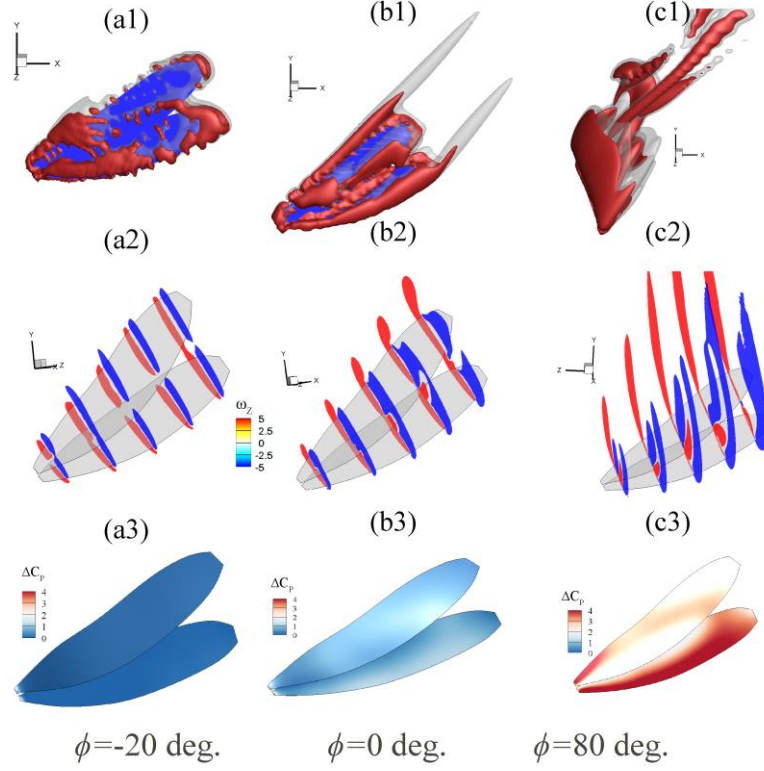 (a1)
(b1)
(c1)
Y
X
Z
Y
X
Z
Y
X
Z
(a2)
(b2)
(c2)
Y
Z
X
Y
X
Y
Z
ω_Z
5
2.5
0
-2.5
-5
(a3)
(b3)
(c3)
ΔC_p
4
3
2
1
0
ΔC_p
4
3
2
1
0
ΔC_p
4
3
2
1
0
ϕ=-20 deg.
ϕ=0 deg.
ϕ=80 deg.